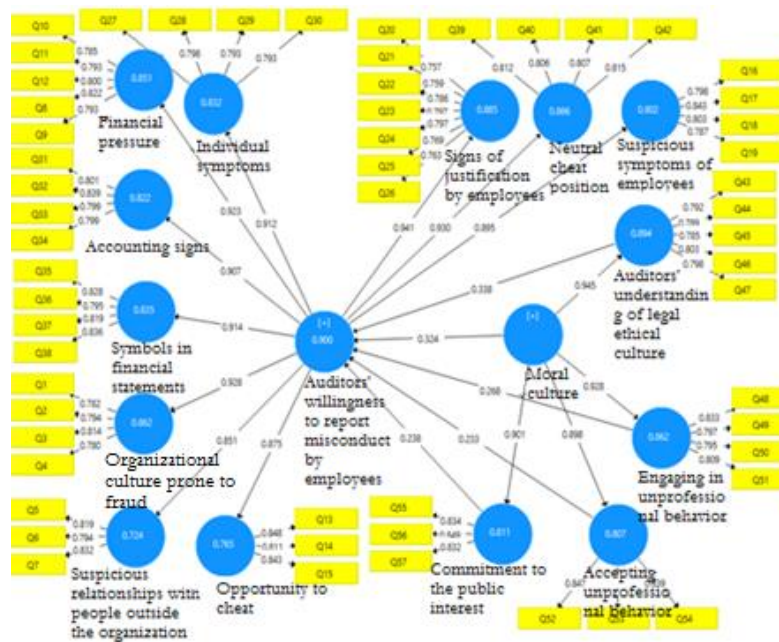 Q10
Q11
Q12
Q8
Q9
0.785
0.793
0.800
0.822
0.793
0.851
Financial
pressure
Q27
Q28
Q29
Q30
0.798
0.793
0.793
0.832
Individual
symptoms
Q20
Q21
Q22
Q23
Q24
Q25
Q26
0.757
0.759
0.786
0.797
0.769
0.763
0.885
Signs of
justification
by employees
Q39
Q40
Q41
Q42
0.812
0.806
0.807
0.815
0.866
Neutral
cheat
position
Q16
Q17
Q18
Q19
0.798
0.843
0.803
0.787
0.802
Suspicious
symptoms of
employees
Q31
Q32
Q33
Q34
0.801
0.839
0.799
0.799
0.822
Accounting signs
0.923
0.912
0.907
0.941
0.930
0.895
Q43
Q44
Q45
Q46
Q47
0.792
0.785
0.803
0.798
0.894
Auditors'
understandin
g of legal
ethical
culture
Q35
Q36
Q37
Q38
0.828
0.795
0.819
0.836
0.835
Symbols in
financial
statements
0.914
0.338
0.945
0.324
[+]
0.900
Auditors'
willingness
to report
misconduct
by
employees
[+]
Moral
culture
Q1
Q2
Q3
Q4
0.782
0.794
0.814
0.780
0.862
Organizational
culture prone to
fraud
0.928
0.851
0.875
0.268
0.928
0.238
0.233
0.901
0.898
Q48
Q49
Q50
Q51
0.833
0.797
0.795
0.809
0.862
Engaging in
unprofessio
nal behavior
Q5
Q6
Q7
0.819
0.794
0.832
0.724
Suspicious
relationships with
people outside
the organization
0.765
Opportunity to
cheat
0.848
0.811
0.843
Q13
Q14
Q15
Q55
Q56
Q57
0.834
0.832
0.811
Commitment to
the public
interest
0.807
Accepting
unprofessio
nal behavior
0.847
Q52
Q53
Q54